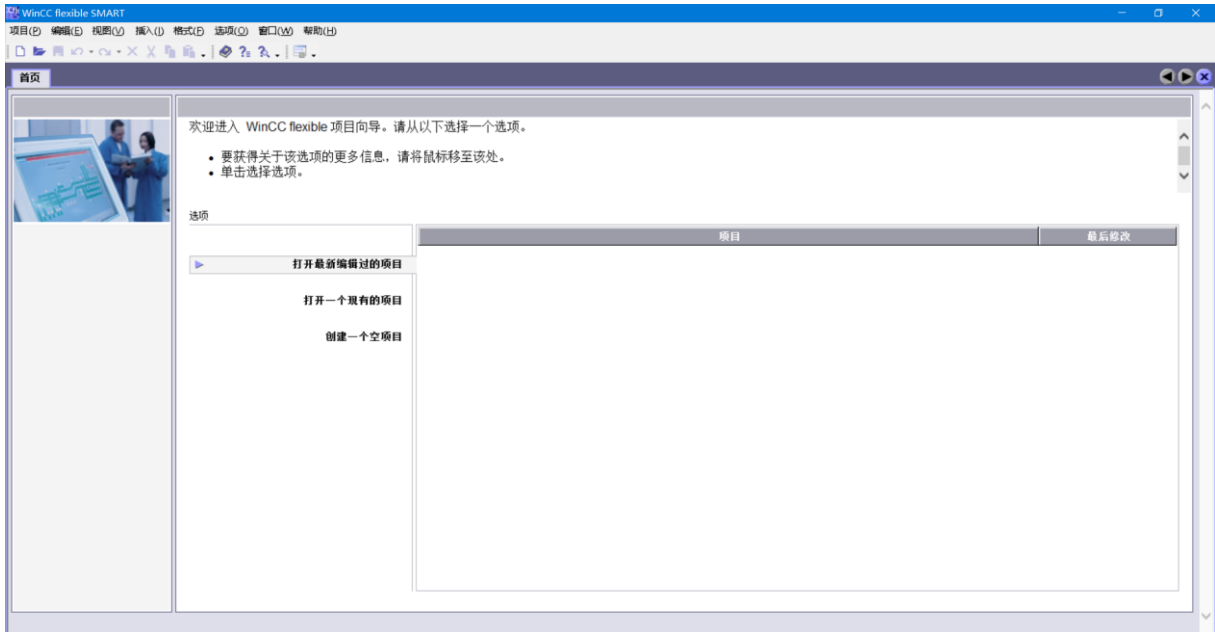 WinCC flexible SMART
项目(P) 编辑(E) 视图(V) 插入(I) 格式(F) 选项(O) 窗口(W) 帮助(H)
首页
欢迎进入 WinCC flexible 项目向导。请从以下选择一个选项。
• 要获得关于该选项的更多信息，请将鼠标移至该处。
• 单击选择选项。
选项
项目 最后修改
打开最新编辑过的项目
打开一个现有的项目
创建一个空项目